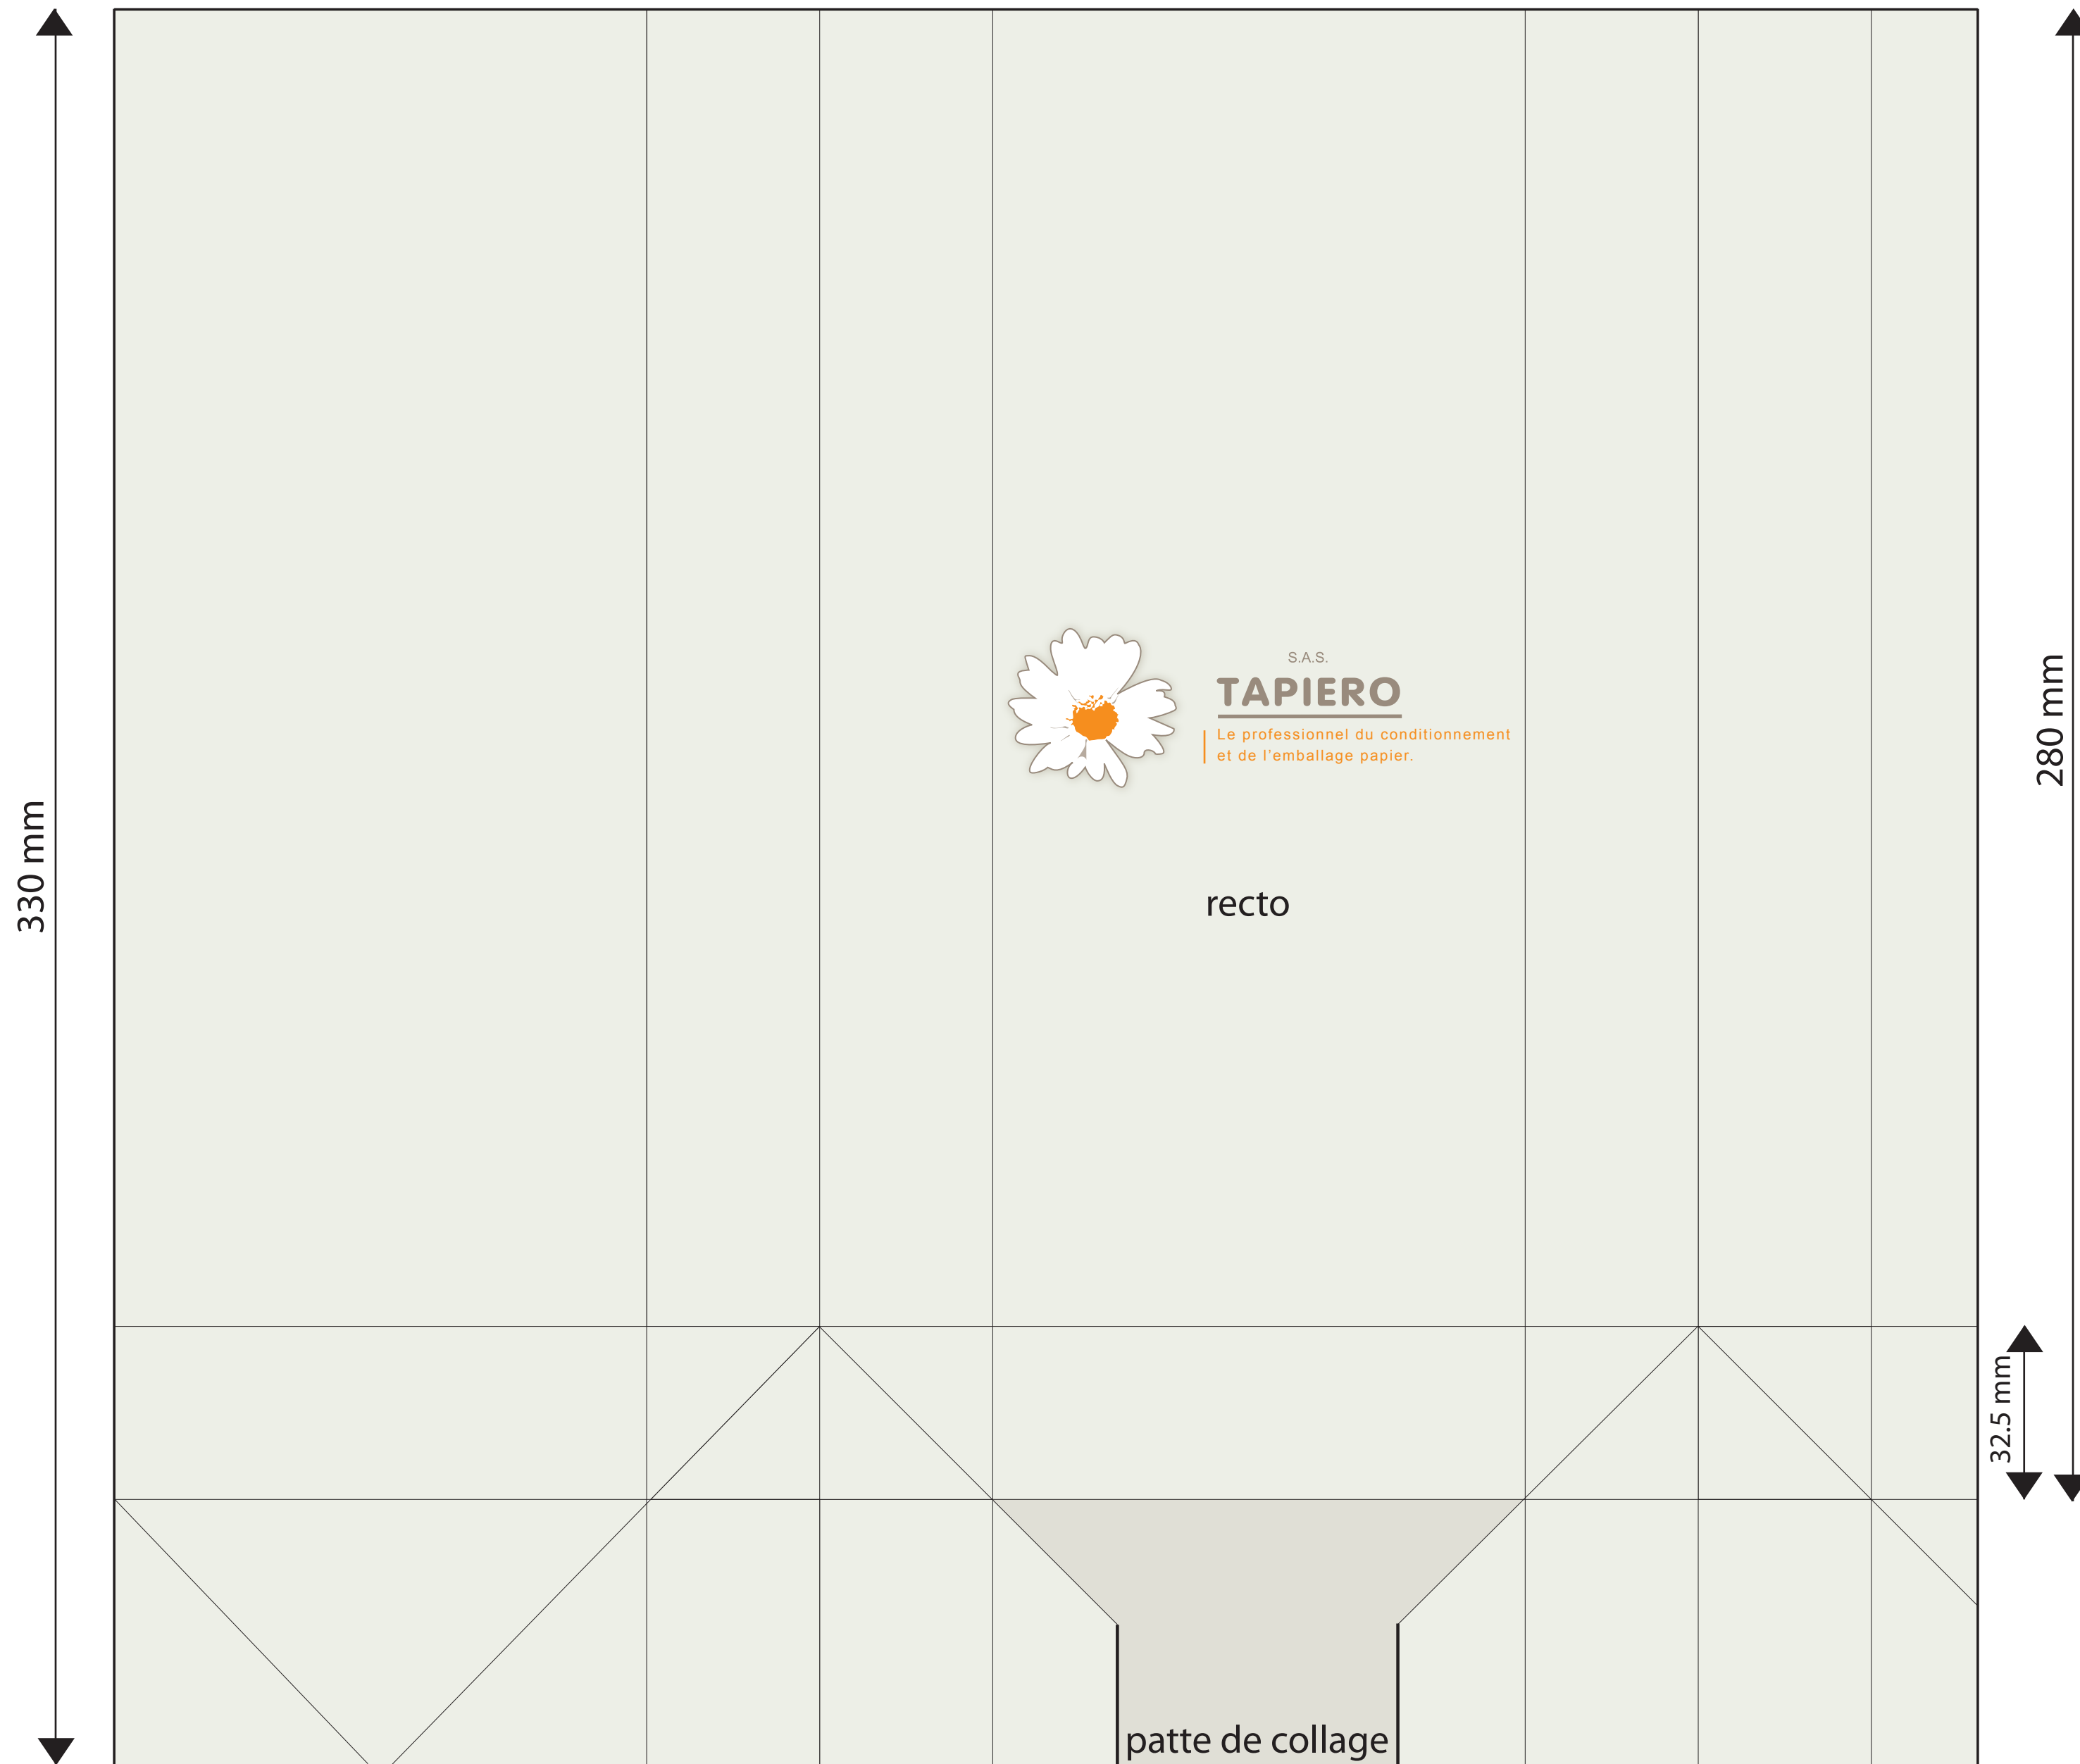 330 mm
280 mm
S.A.S.
TAPIERO
Le professionnel du conditionnement
et de l'emballage papier.
recto
32.5 mm
patte de collage